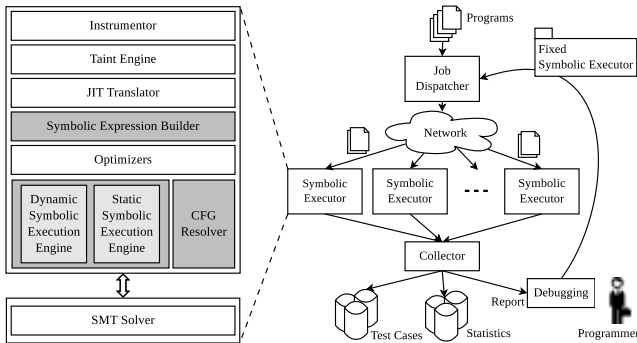 Instrumentor
Taint Engine
JIT Translator
Symbolic Expression Builder
Optimizers
Dynamic
Symbolic
Execution
Engine
Static
Symbolic
Execution
Engine
CFG
Resolver
SMT Solver
Programs
Fixed
Symbolic Executor
Job
Dispatcher
Network
Symbolic
Executor
Symbolic
Executor
Symbolic
Executor
Collector
Test Cases
Statistics
Report
Debugging
Programmer